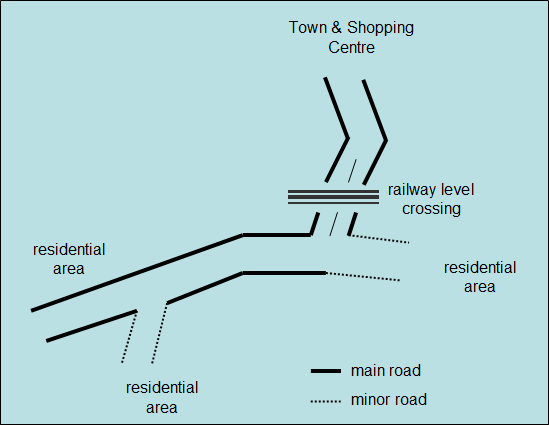 Town & Shopping
Centre
railway level
crossing
residential
area
residential
area
residential
area
main road
minor road